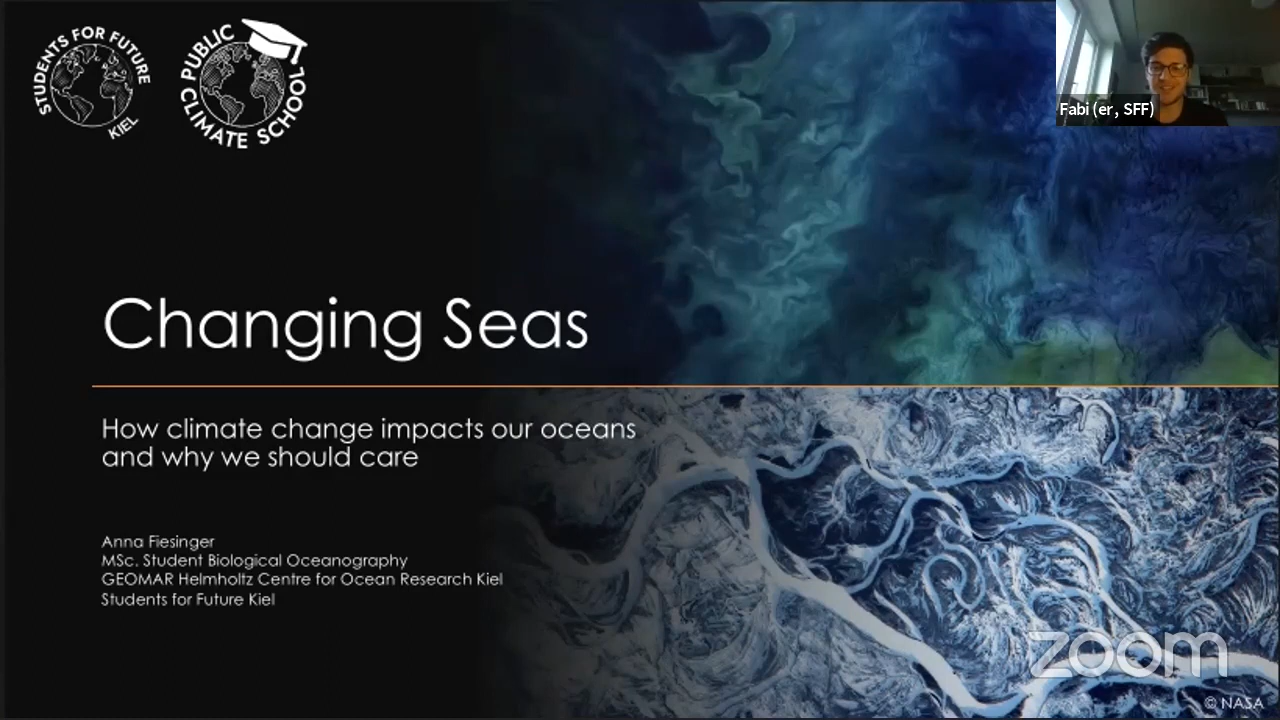 STUDENTS FOR FUTURE
KIEL
PUBLIC
CLIMATE SCHOOL
Fabi (er, SFF)
Changing Seas
How climate change impacts our oceans
and why we should care
Anna Fiesinger
MSc. Student Biological Oceanography
GEOMAR Helmholtz Centre for Ocean Research Kiel
Students for Future Kiel
zoom
© NASA